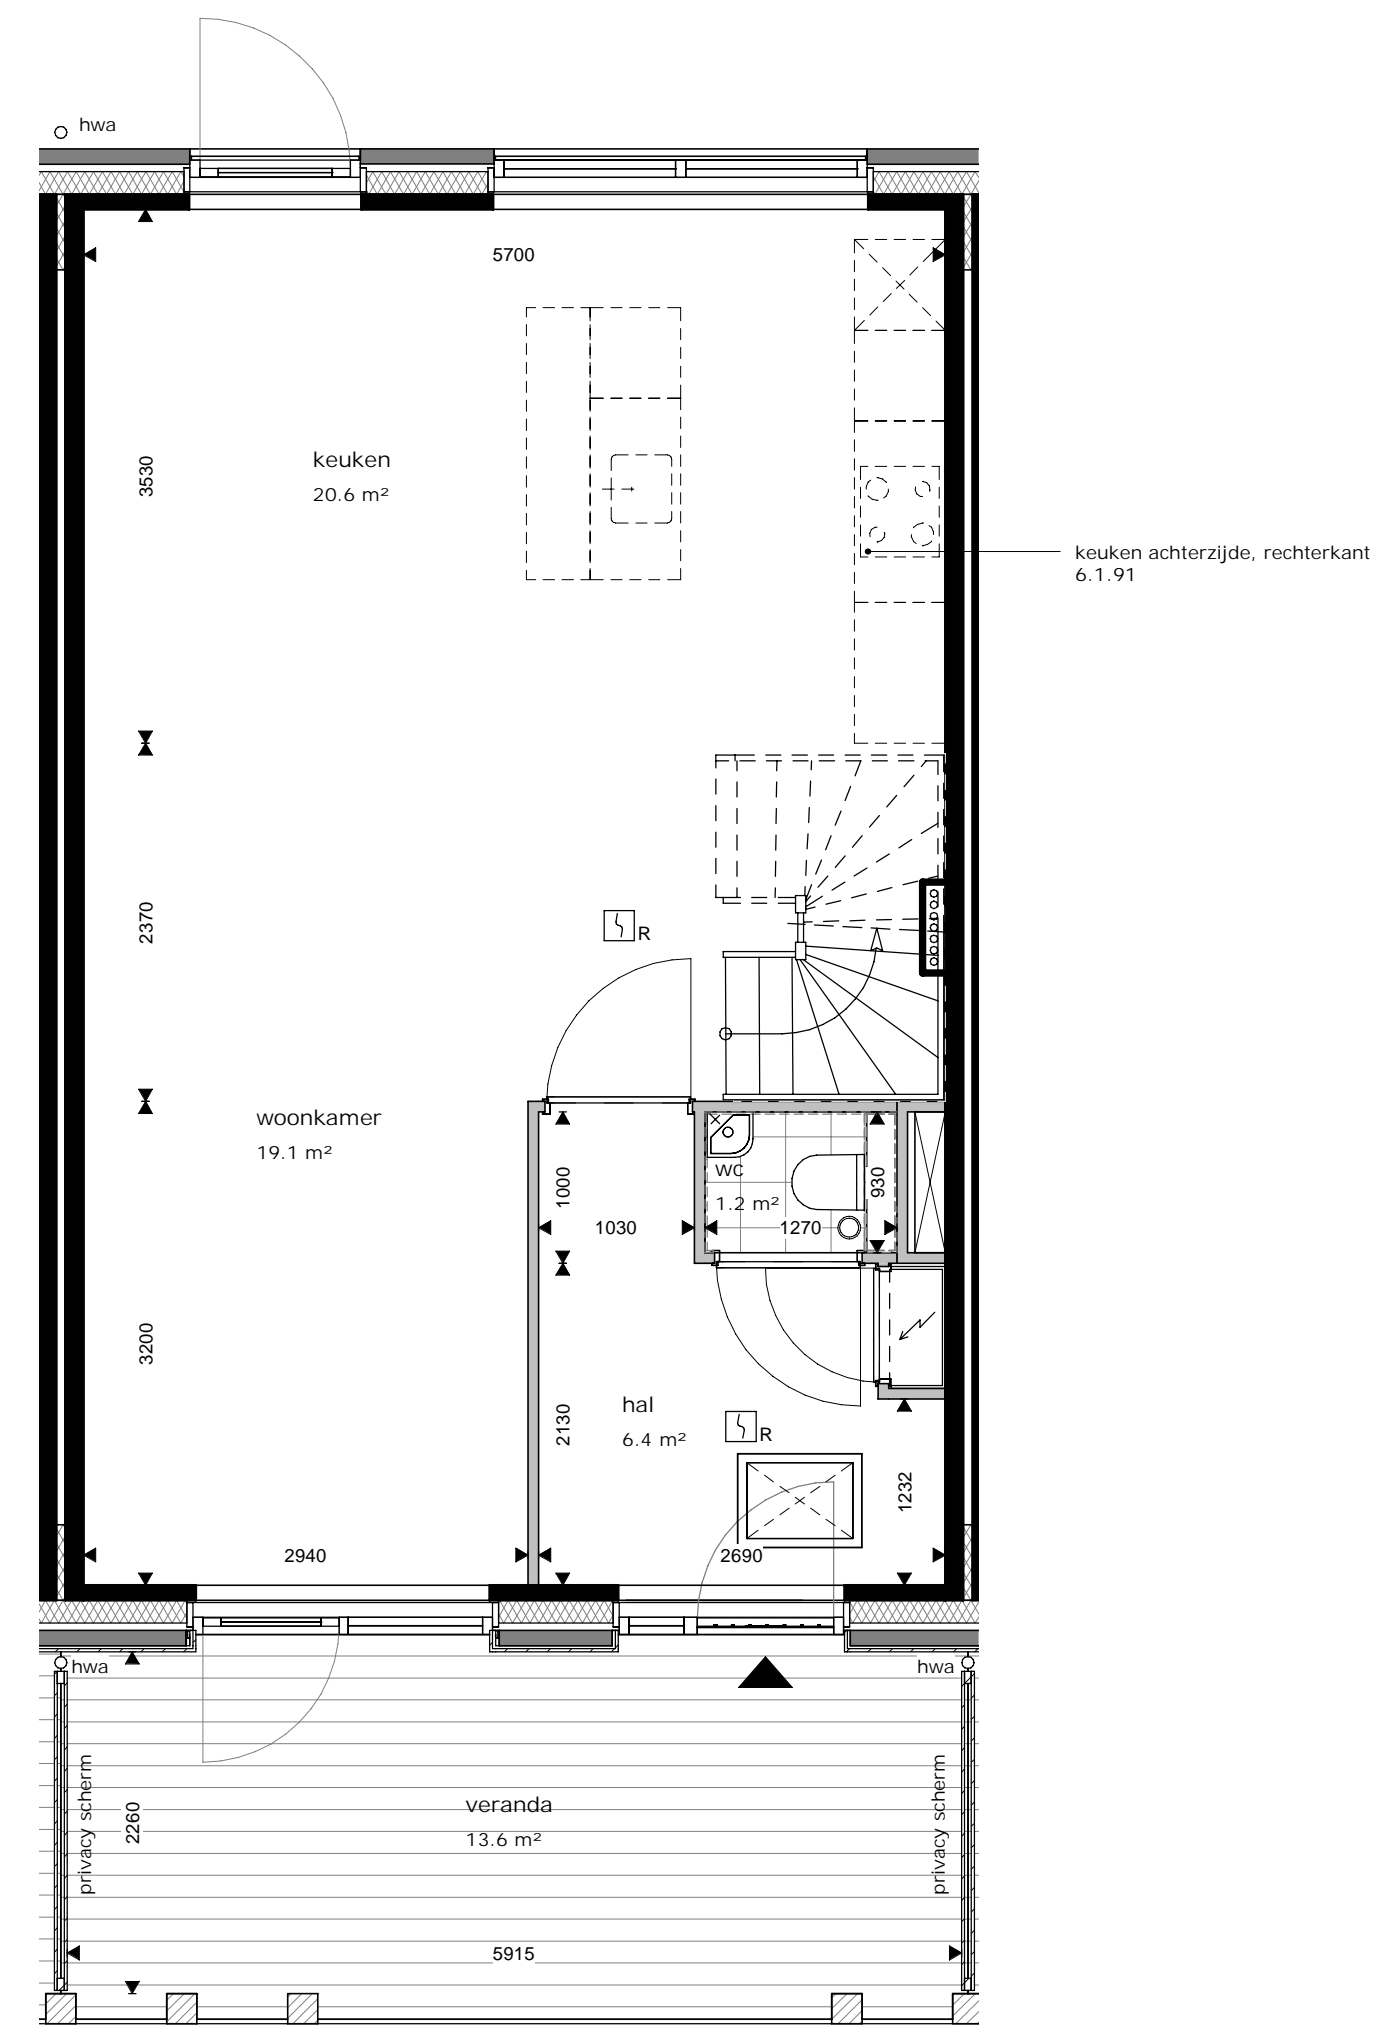 hwa
5700
keuken
20.6 m²
3530
keuken achterzijde, rechterkant
6.1.91
2370
R
woonkamer
19.1 m²
wc
1.2 m²
1000
930
1030
1270
3200
hal
6.4 m²
2130
R
1232
2940
2690
hwa
hwa
privacy scherm
privacy scherm
veranda
13.6 m²
2260
5915